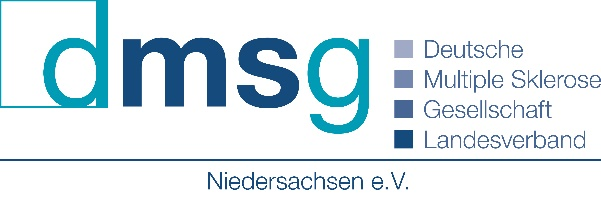 dmsg
Deutsche
Multiple Sklerose
Gesellschaft
Landesverband
Niedersachsen e.V.